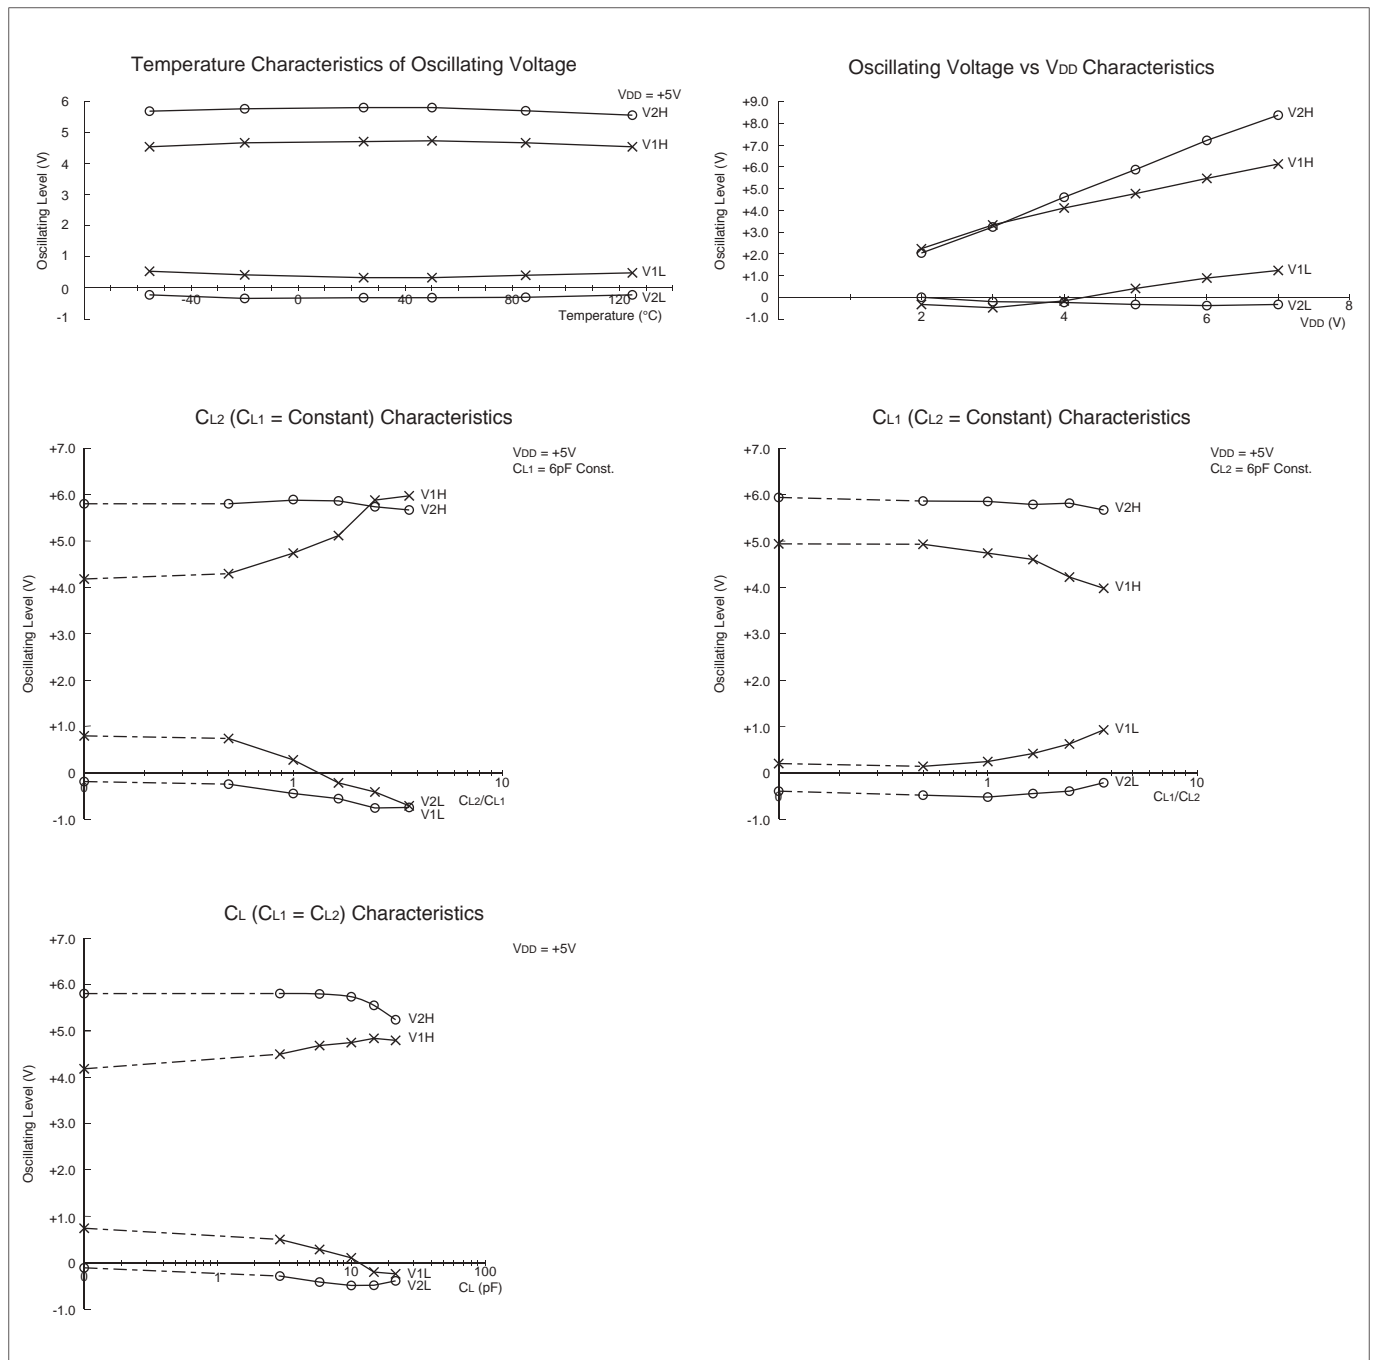 Temperature Characteristics of Oscillating Voltage
VDD = +5V
Oscillating Level (V)
6
5
4
3
2
1
0
-1
V2H
V1H
V1L
V2L
-40
0
40
80
120
Temperature (°C)
Oscillating Voltage vs VDD Characteristics
Oscillating Level (V)
+9.0
+8.0
+7.0
+6.0
+5.0
+4.0
+3.0
+2.0
+1.0
0
-1.0
V2H
V1H
V1L
V2L
2
4
6
8
VDD (V)
CL2 (CL1 = Constant) Characteristics
VDD = +5V
CL1 = 6pF Const.
Oscillating Level (V)
+7.0
+6.0
+5.0
+4.0
+3.0
+2.0
+1.0
0
-1.0
V1H
V2H
V2L
V1L
0
1
10
CL2/CL1
CL1 (CL2 = Constant) Characteristics
VDD = +5V
CL2 = 6pF Const.
Oscillating Level (V)
+7.0
+6.0
+5.0
+4.0
+3.0
+2.0
+1.0
0
-1.0
V2H
V1H
V1L
V2L
0
1
10
CL1/CL2
CL (CL1 = CL2) Characteristics
VDD = +5V
Oscillating Level (V)
+7.0
+6.0
+5.0
+4.0
+3.0
+2.0
+1.0
0
-1.0
V2H
V1H
V1L
V2L
0
1
10
100
CL (pF)